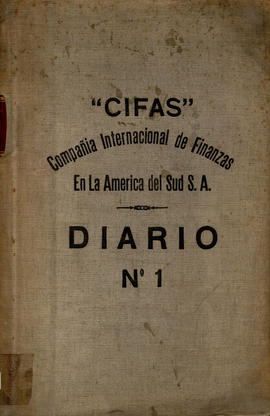 "CIFAS"
Compañia Internacional de Finanzas
En La America del Sud S. A.
DIARIO
Nº 1